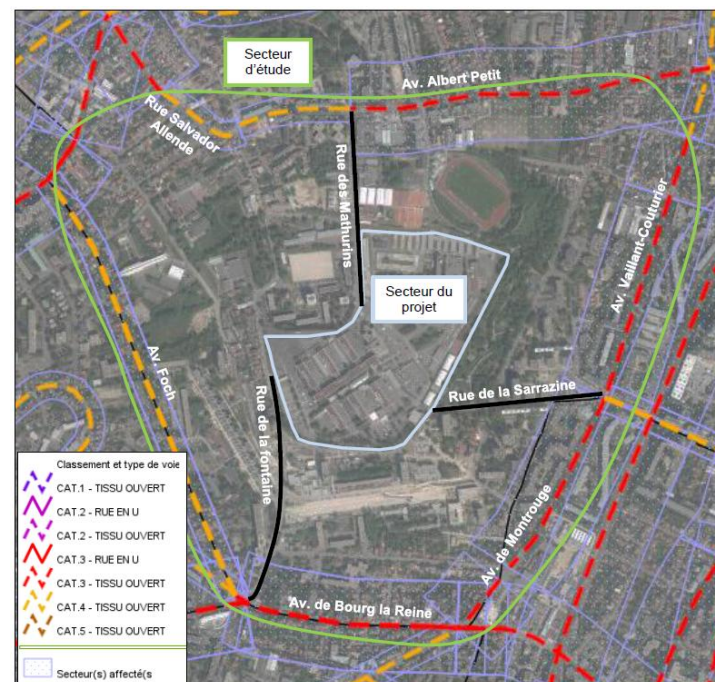 Secteur
d'étude
Av. Albert Petit
Rue Salvador
Allende
Rue des Mathurins
Av. Vaillant-Couturier
Secteur du
projet
Av. Foch
Rue de la fontaine
Rue de la Sarrazine
Av. de Montrouge
Av. de Bourg la Reine
Classement et type de voie
CAT.1 - TISSU OUVERT
CAT.2 - RUE EN U
CAT.2 - TISSU OUVERT
CAT.3 - RUE EN U
CAT.3 - TISSU OUVERT
CAT.4 - TISSU OUVERT
CAT.5 - TISSU OUVERT
Secteur(s) affecté(s